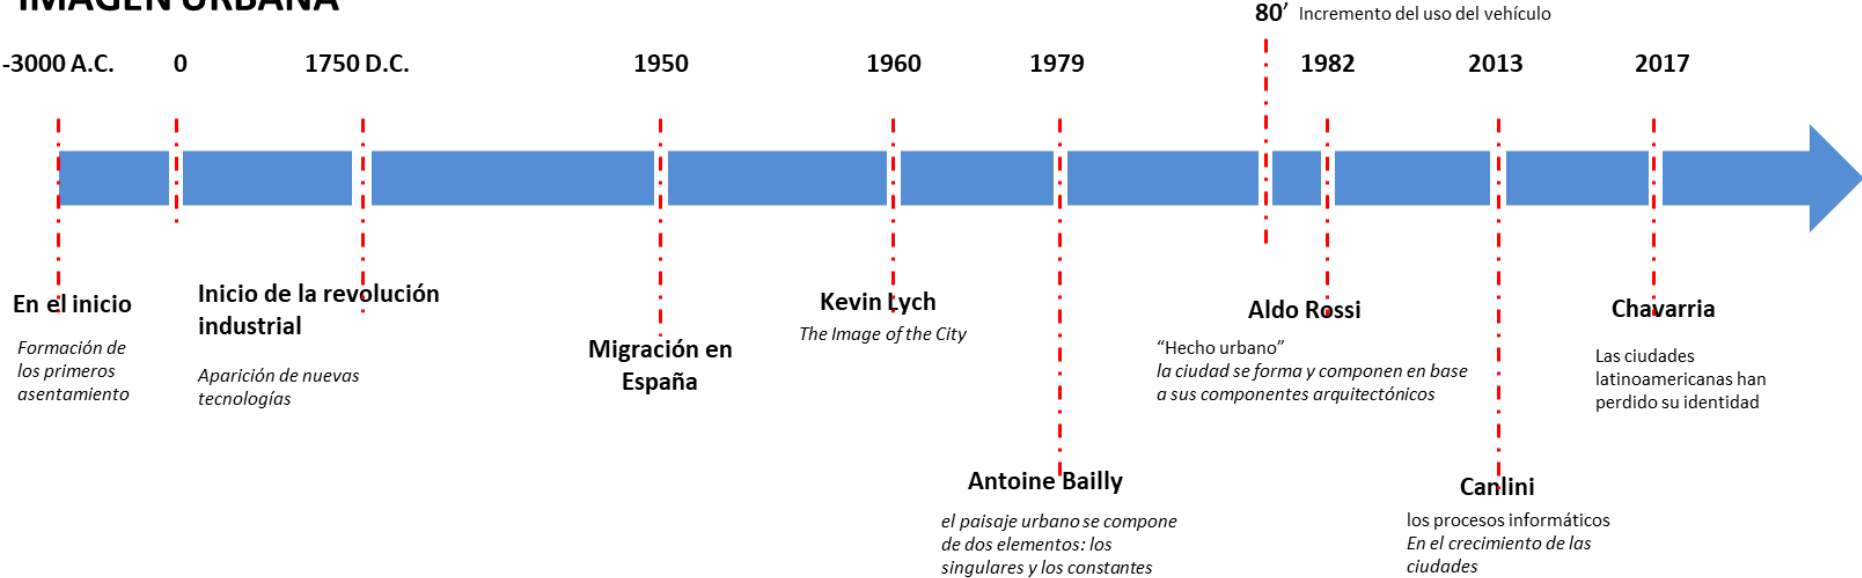 IMAGEN URBANA
80’ Incremento del uso del vehículo
-3000 A.C.
0
1750 D.C.
1950
1960
1979
1982
2013
2017
En el inicio
Formación de
los primeros
asentamiento
Inicio de la revolución
industrial
Aparición de nuevas
tecnologías
Migración en
España
Kevin Lych
The Image of the City
Antoine Bailly
el paisaje urbano se compone
de dos elementos: los
singulares y los constantes
Aldo Rossi
“Hecho urbano”
la ciudad se forma y componen en base
a sus componentes arquitectónicos
Canlini
los procesos informáticos
En el crecimiento de las
ciudades
Chavarria
Las ciudades
latinoamericanas han
perdido su identidad